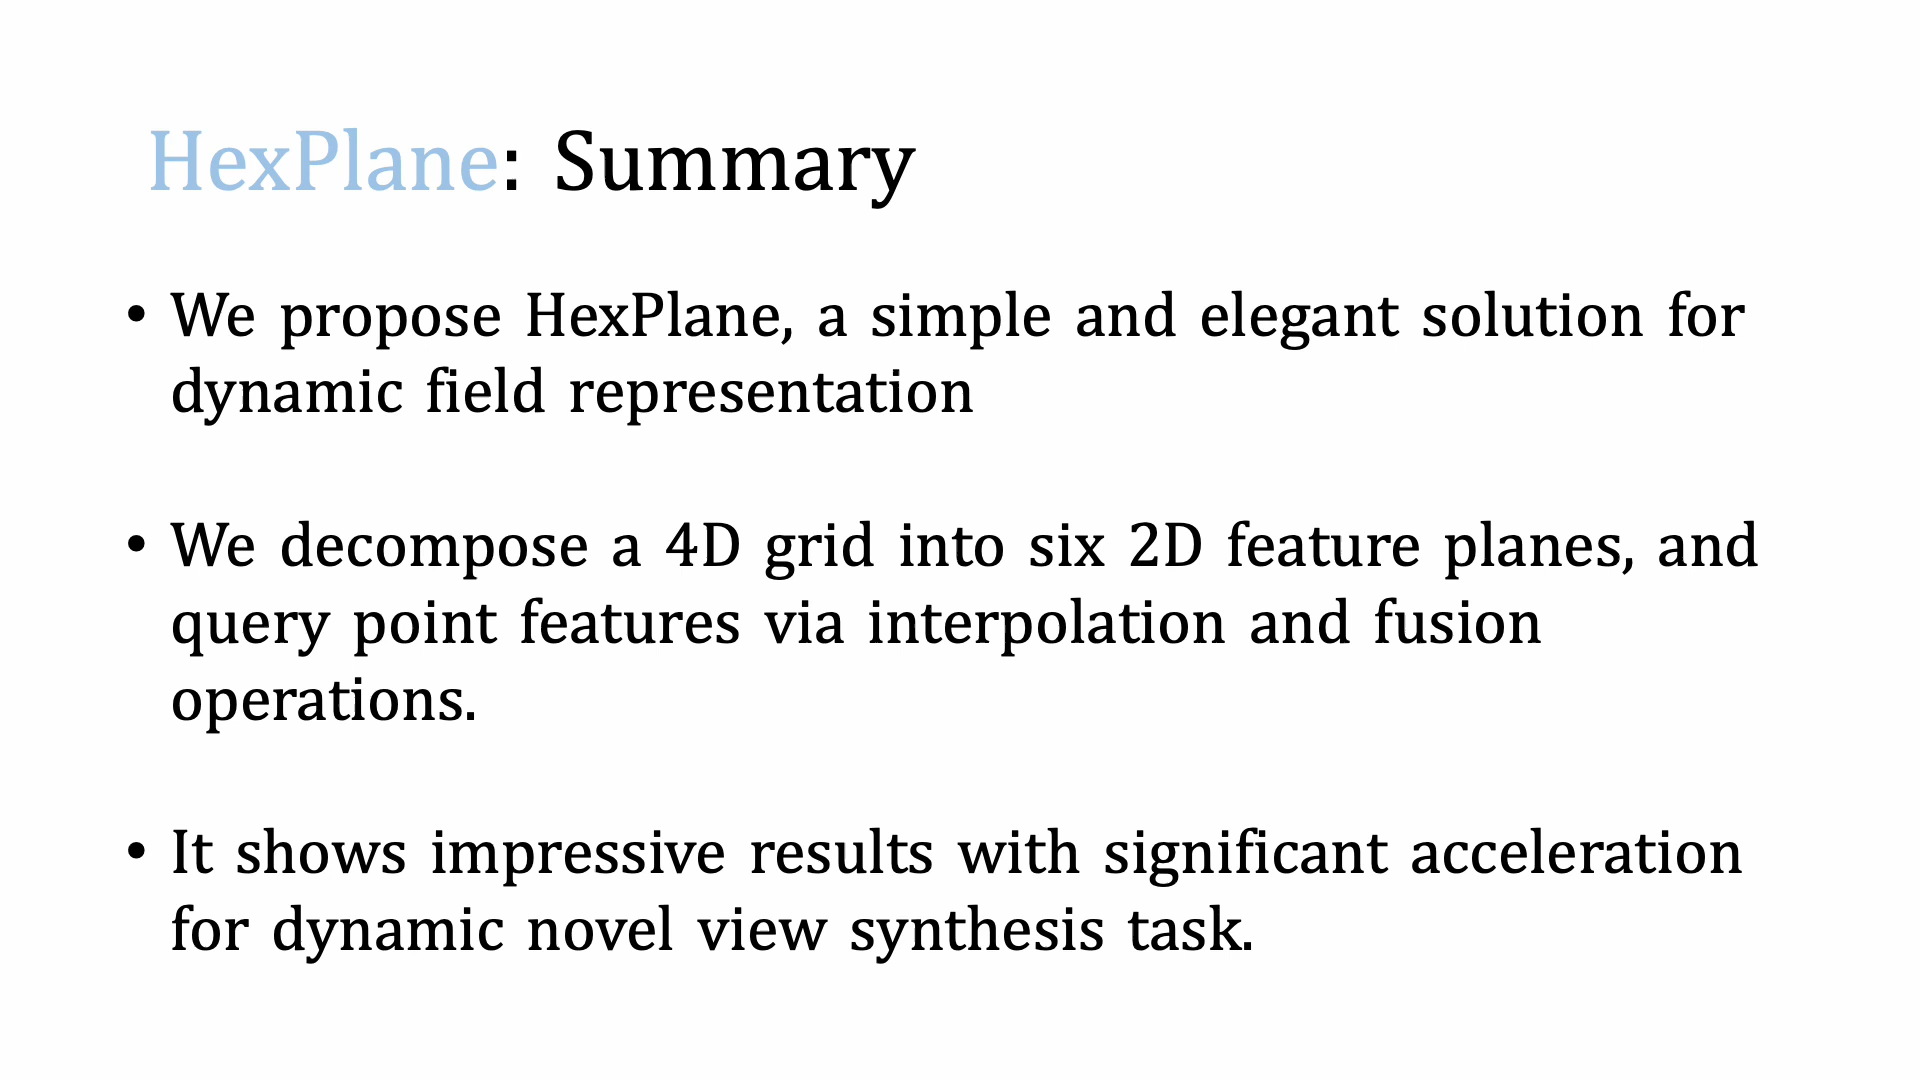 HexPlane: Summary
• We propose HexPlane, a simple and elegant solution for
dynamic field representation
• We decompose a 4D grid into six 2D feature planes, and
query point features via interpolation and fusion
operations.
• It shows impressive results with significant acceleration
for dynamic novel view synthesis task.